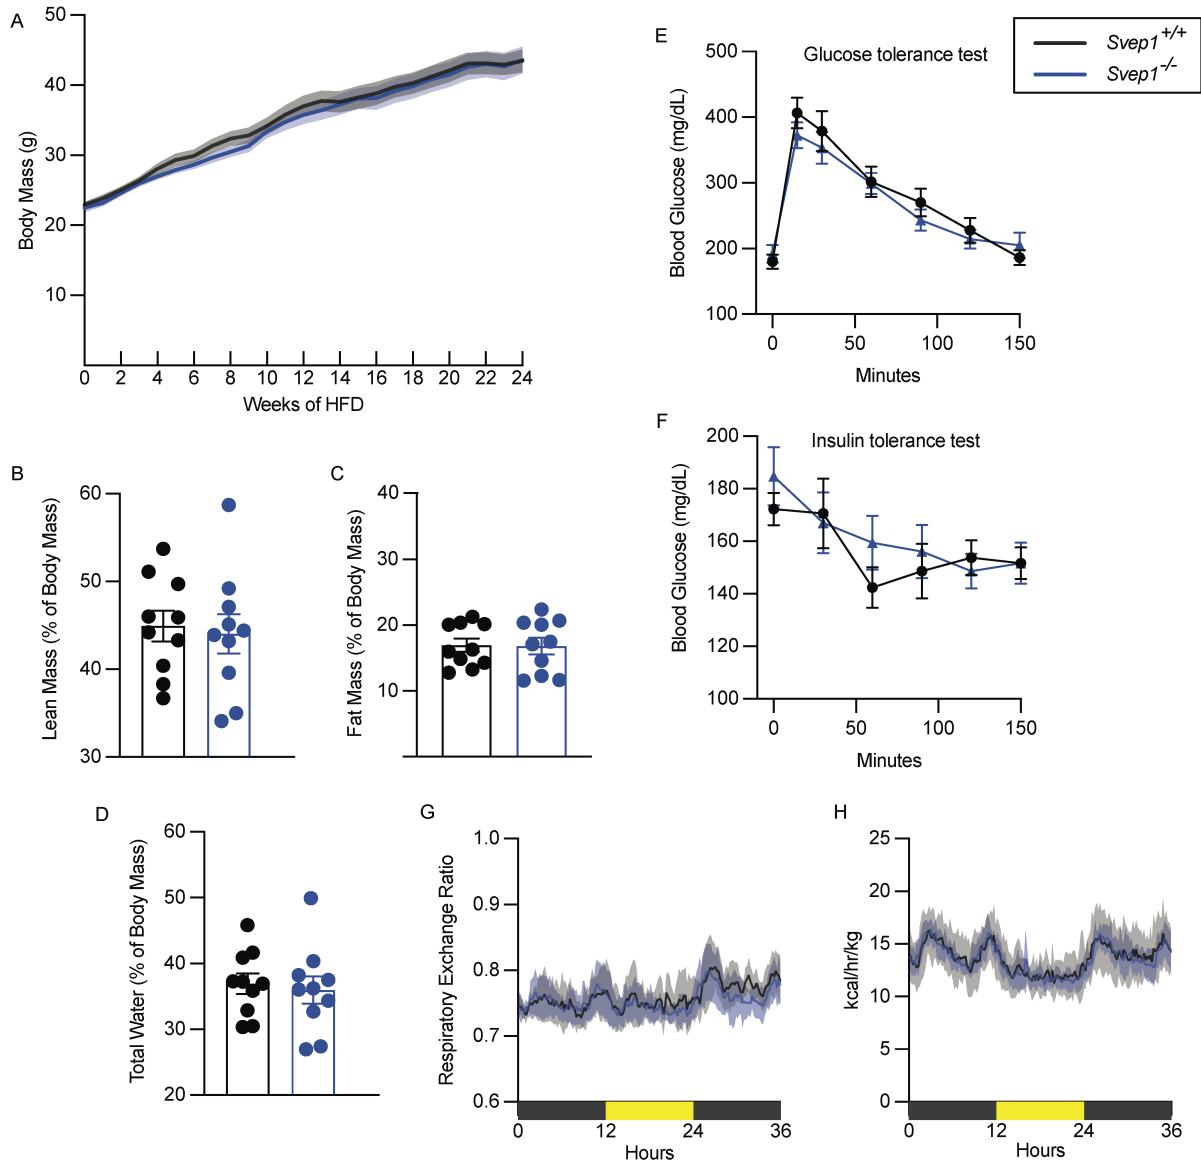 A
50
40
30
20
10
Body Mass (g)
0 2 4 6 8 10 12 14 16 18 20 22 24
Weeks of HFD
E
Svep1+/+
Svep1-/-
Glucose tolerance test
500
400
300
200
100
Blood Glucose (mg/dL)
0 50 100 150
Minutes
B
60
50
40
30
Lean Mass (% of Body Mass)
C
40
30
20
10
Fat Mass (% of Body Mass)
F
Insulin tolerance test
200
180
160
140
120
100
Blood Glucose (mg/dL)
0 50 100 150
Minutes
D
60
50
40
30
20
Total Water (% of Body Mass)
G
1.0
0.9
0.8
0.7
0.6
Respiratory Exchange Ratio
0 12 24 36
Hours
H
25
20
15
10
5
0
kcal/hr/kg
0 12 24 36
Hours